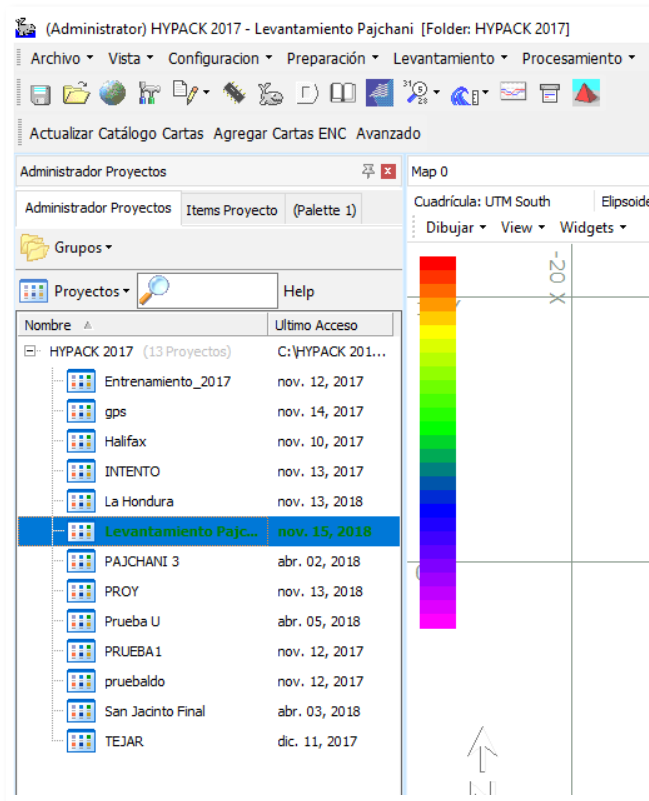 (Administrator) HYPACK 2017 - Levantamiento Pajchani [Folder: HYPACK 2017]
Archivo Vista Configuracion Preparación Levantamiento Procesamiento
Actualizar Catálogo Cartas Agregar Cartas ENC Avanzado
Administrador Proyectos
Map 0
Administrador Proyectos Items Proyecto (Palette 1)
Cuadrícula: UTM South Elipsoide
Dibujar View Widgets
Grupos
Proyectos Help
-20 X
Nombre Ultimo Acceso
HYPACK 2017 (13 Proyectos) C:\HYPACK 201...
Entrenamiento_2017 nov. 12, 2017
gps nov. 14, 2017
Halifax nov. 10, 2017
INTENTO nov. 13, 2017
La Hondura nov. 13, 2018
Levantamiento Pajc... nov. 15, 2018
PAJCHANI 3 abr. 02, 2018
PROY nov. 13, 2018
Prueba U abr. 05, 2018
PRUEBA1 nov. 12, 2017
pruebaldo nov. 12, 2017
San Jacinto Final abr. 03, 2018
TEJAR dic. 11, 2017
N